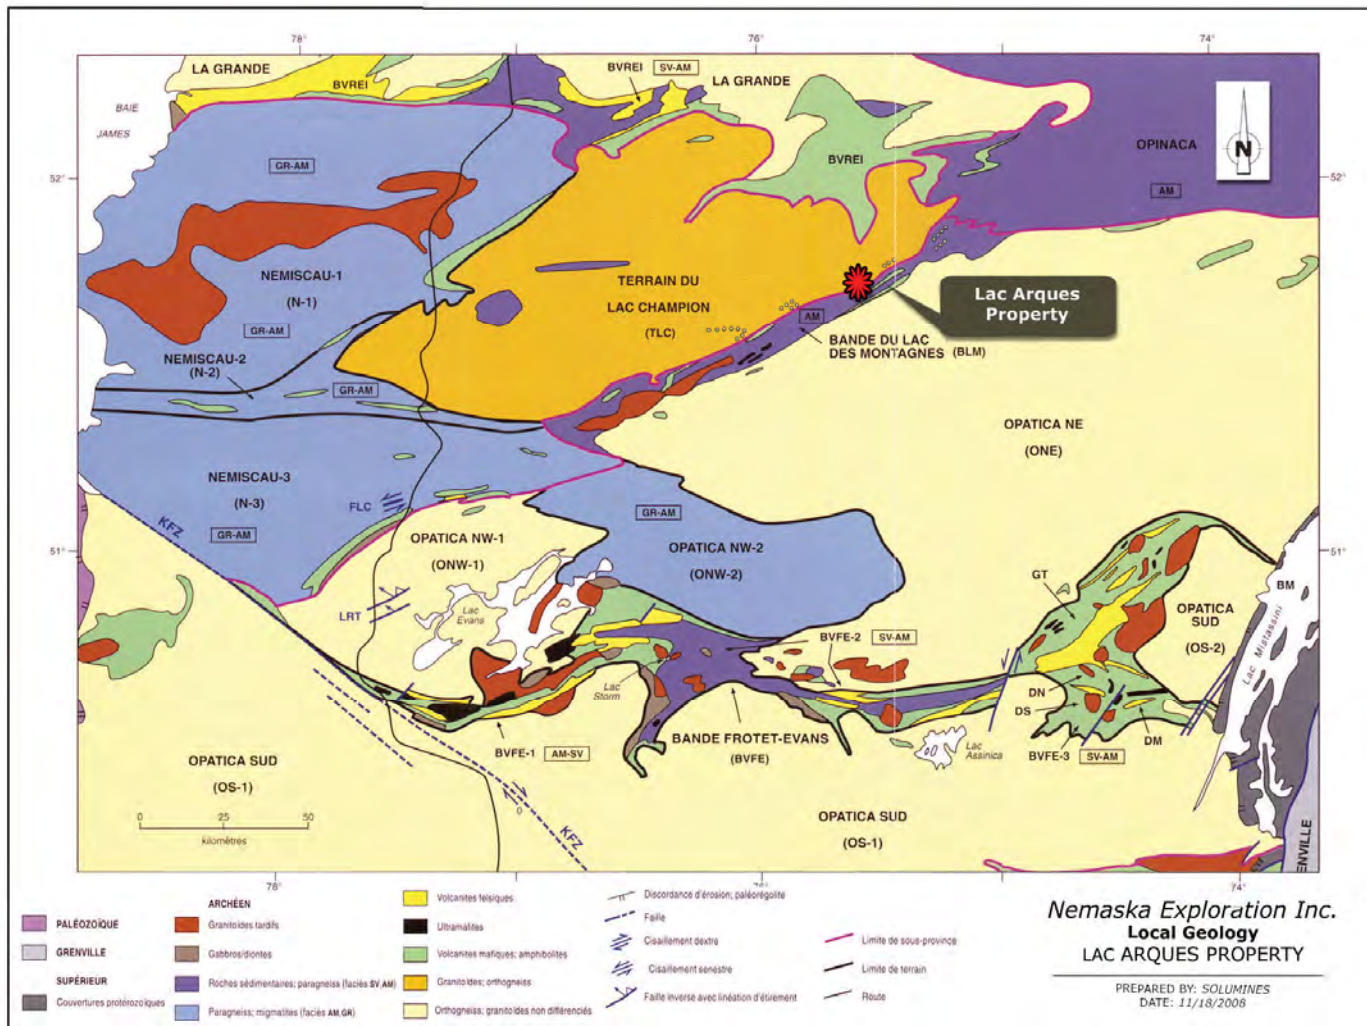 78°
76°
74°
LA GRANDE
BVREI
BVREI
SV-AM
LA GRANDE
BAIE
JAMES
BVREI
OPINACA
N
GR-AM
52°
52°
AM
NEMISCAU-1
(N-1)
TERRAIN DU
LAC CHAMPION
(TLC)
Lac Arques
Property
GR-AM
AM
BANDE DU LAC
DES MONTAGNES (BLM)
NEMISCAU-2
(N-2)
GR-AM
OPATICA NE
(ONE)
NEMISCAU-3
(N-3)
FLC
GR-AM
KFZ
GR-AM
OPATICA NW-1
(ONW-1)
OPATICA NW-2
(ONW-2)
51°
51°
GT
BM
LRT
Lac
Evans
OPATICA
SUD
(OS-2)
Lac Mistassini
BVFE-2
SV-AM
Lac
Storm
DN
DS
DM
BVFE-1
AM-SV
BANDE FROTET-EVANS
(BVFE)
Lac
Assinica
BVFE-3
SV-AM
OPATICA SUD
(OS-1)
OPATICA SUD
(OS-1)
KFZ
0 25 50
kilomètres
ENVILLE
78°
74°
PALÉOZOÏQUE
GRENVILLE
SUPÉRIEUR
Couvertures protérozoïques
ARCHÉEN
Granitoïdes tardifs
Gabbros/diorites
Roches sédimentaires; paragneiss (faciès SV,AM)
Paragneiss; migmatites (faciès AM,GR)
Volcanites felsiques
Ultramafites
Volcanites mafiques; amphibolites
Granitoïdes; orthogneiss
Orthogneiss; granitoïdes non différenciés
Discordance d'érosion; paléorégolite
Faille
Cisaillement dextre
Cisaillement senestre
Faille inverse avec linéation d'étirement
Limite de sous-province
Limite de terrain
Route
Nemaska Exploration Inc.
Local Geology
LAC ARQUES PROPERTY
PREPARED BY: SOLUMINES
DATE: 11/18/2008